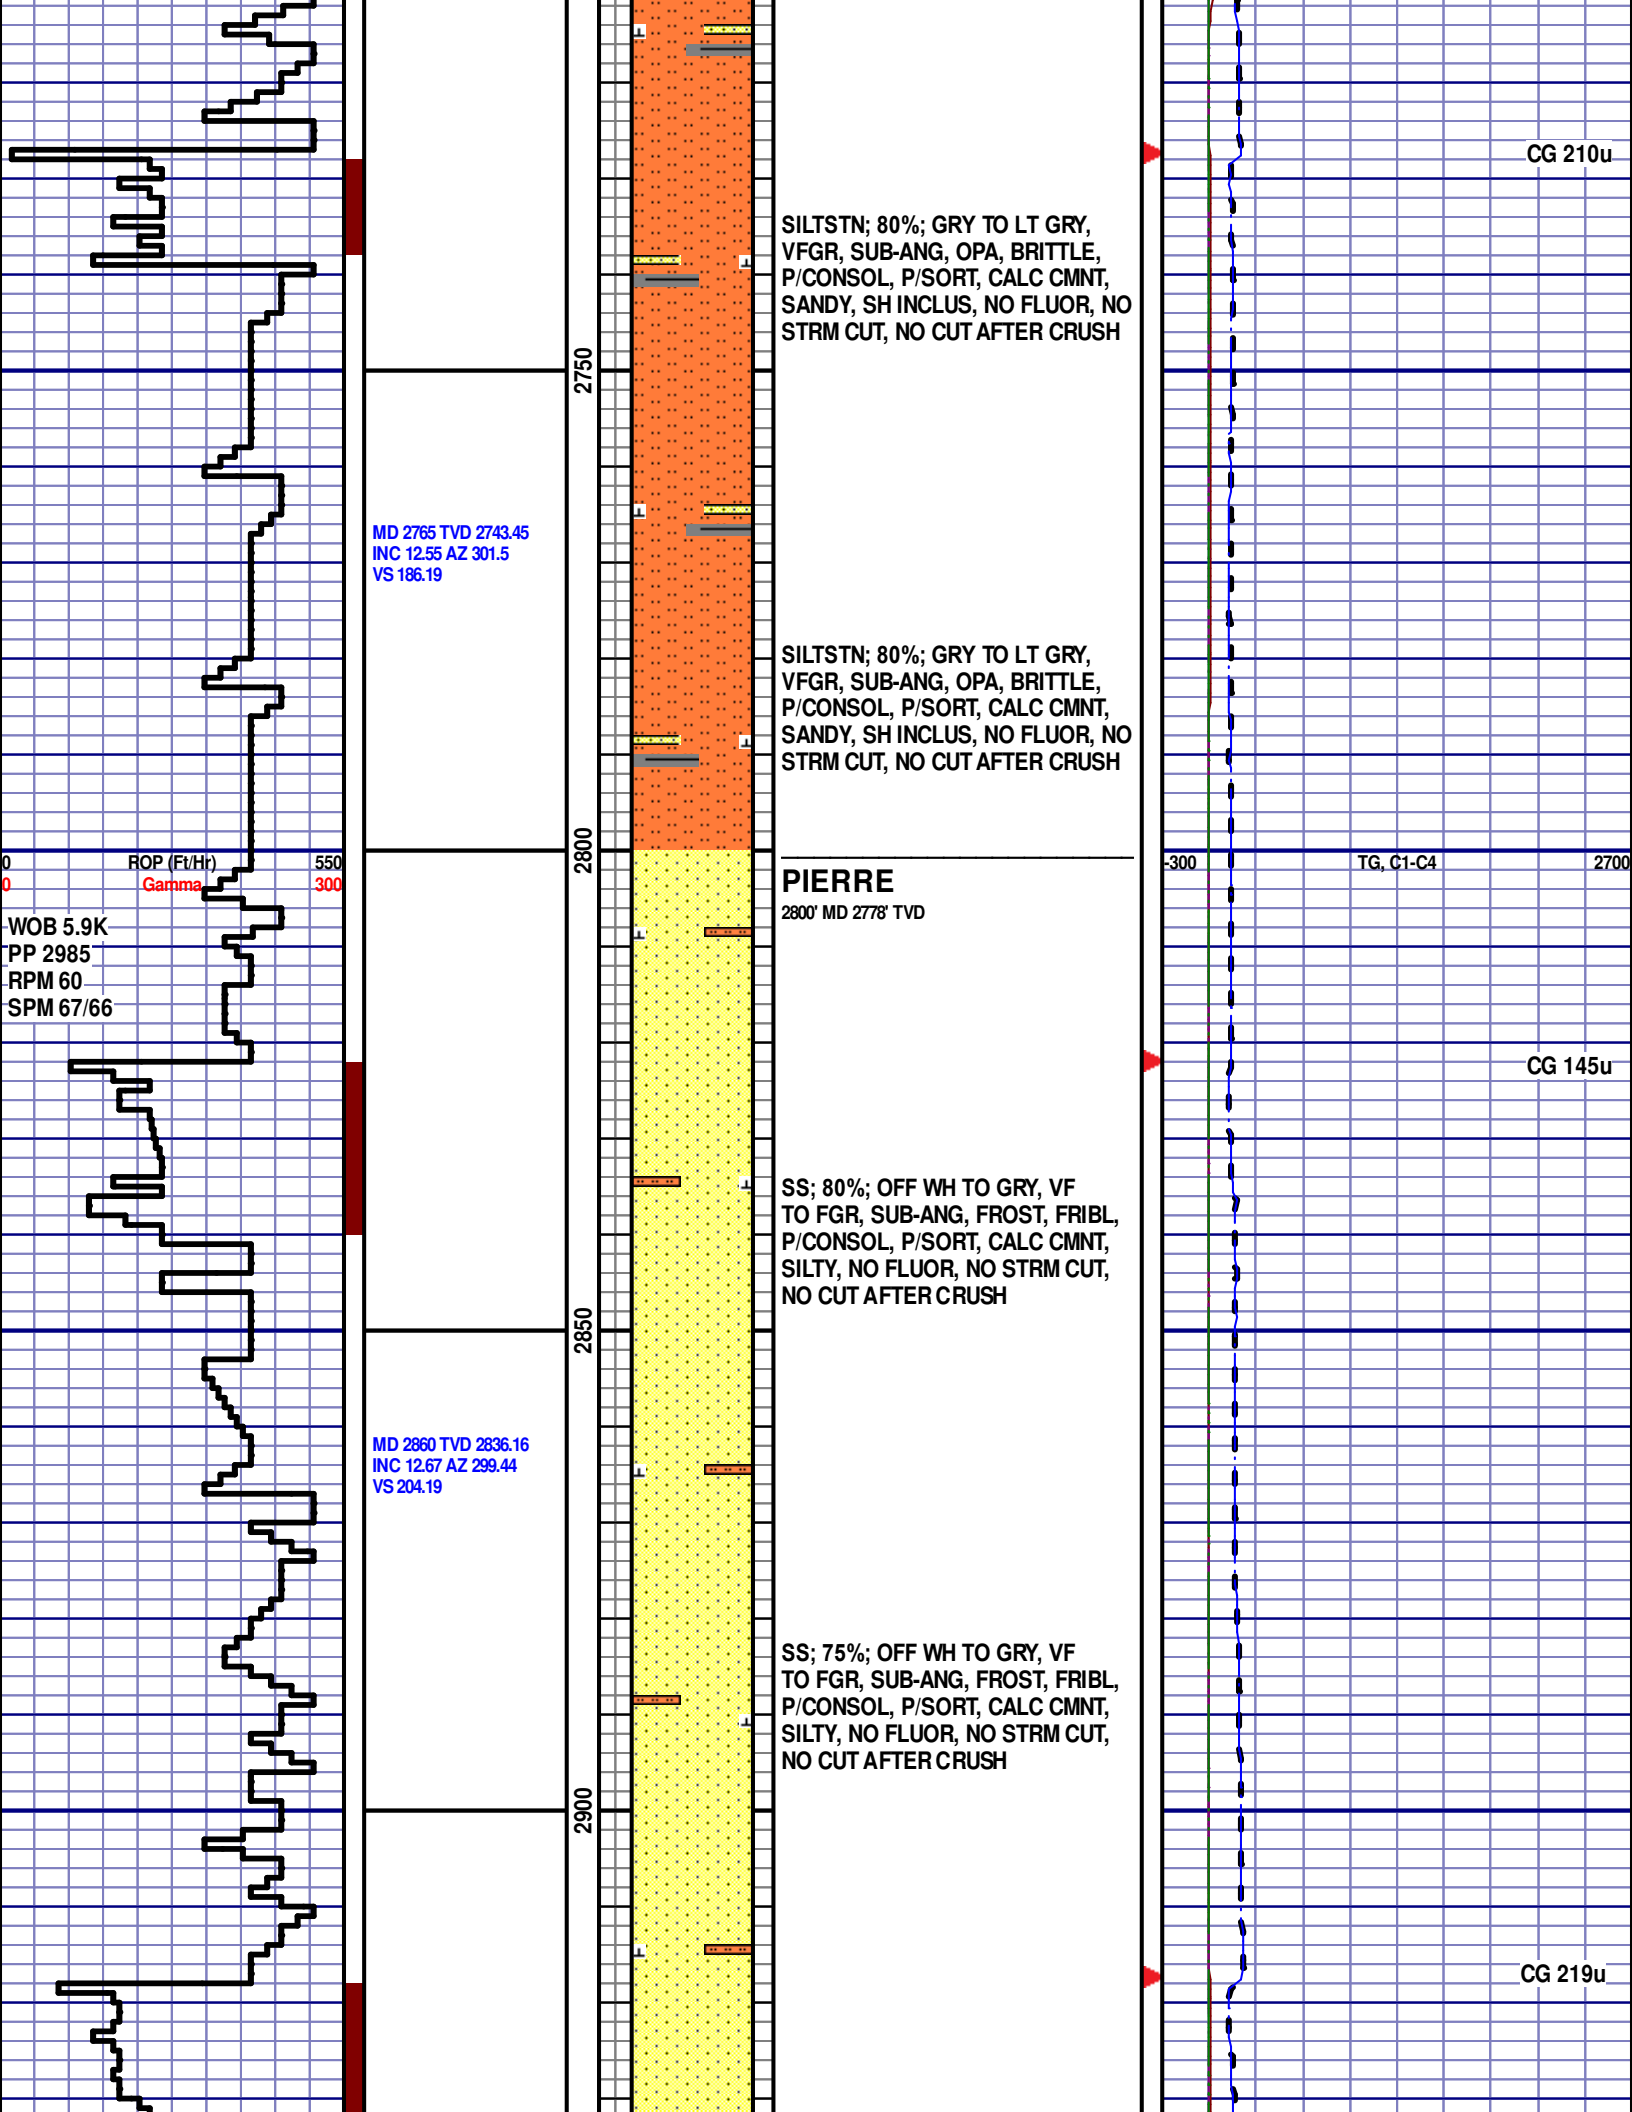 CG 210u
SILTSTN; 80%; GRY TO LT GRY,
VFGR, SUB-ANG, OPA, BRITTLE,
P/CONSOL, P/SORT, CALC CMNT,
SANDY, SH INCLUS, NO FLUOR, NO
STRM CUT, NO CUT AFTER CRUSH
2750
MD 2765 TVD 2743.45
INC 12.55 AZ 301.5
VS 186.19
SILTSTN; 80%; GRY TO LT GRY,
VFGR, SUB-ANG, OPA, BRITTLE,
P/CONSOL, P/SORT, CALC CMNT,
SANDY, SH INCLUS, NO FLUOR, NO
STRM CUT, NO CUT AFTER CRUSH
2800
0 ROP (Ft/Hr) 550
0 Gamma 300
-300 TG, C1-C4 2700
PIERRE
2800' MD 2778' TVD
WOB 5.9K
PP 2985
RPM 60
SPM 67/66
CG 145u
SS; 80%; OFF WH TO GRY, VF
TO FGR, SUB-ANG, FROST, FRIBL,
P/CONSOL, P/SORT, CALC CMNT,
SILTY, NO FLUOR, NO STRM CUT,
NO CUT AFTER CRUSH
2850
MD 2860 TVD 2836.16
INC 12.67 AZ 299.44
VS 204.19
SS; 75%; OFF WH TO GRY, VF
TO FGR, SUB-ANG, FROST, FRIBL,
P/CONSOL, P/SORT, CALC CMNT,
SILTY, NO FLUOR, NO STRM CUT,
NO CUT AFTER CRUSH
2900
CG 219u